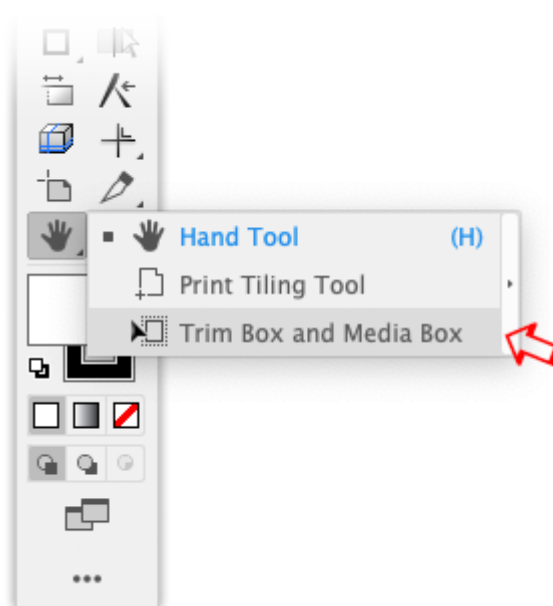 Hand Tool (H)
Print Tiling Tool
Trim Box and Media Box